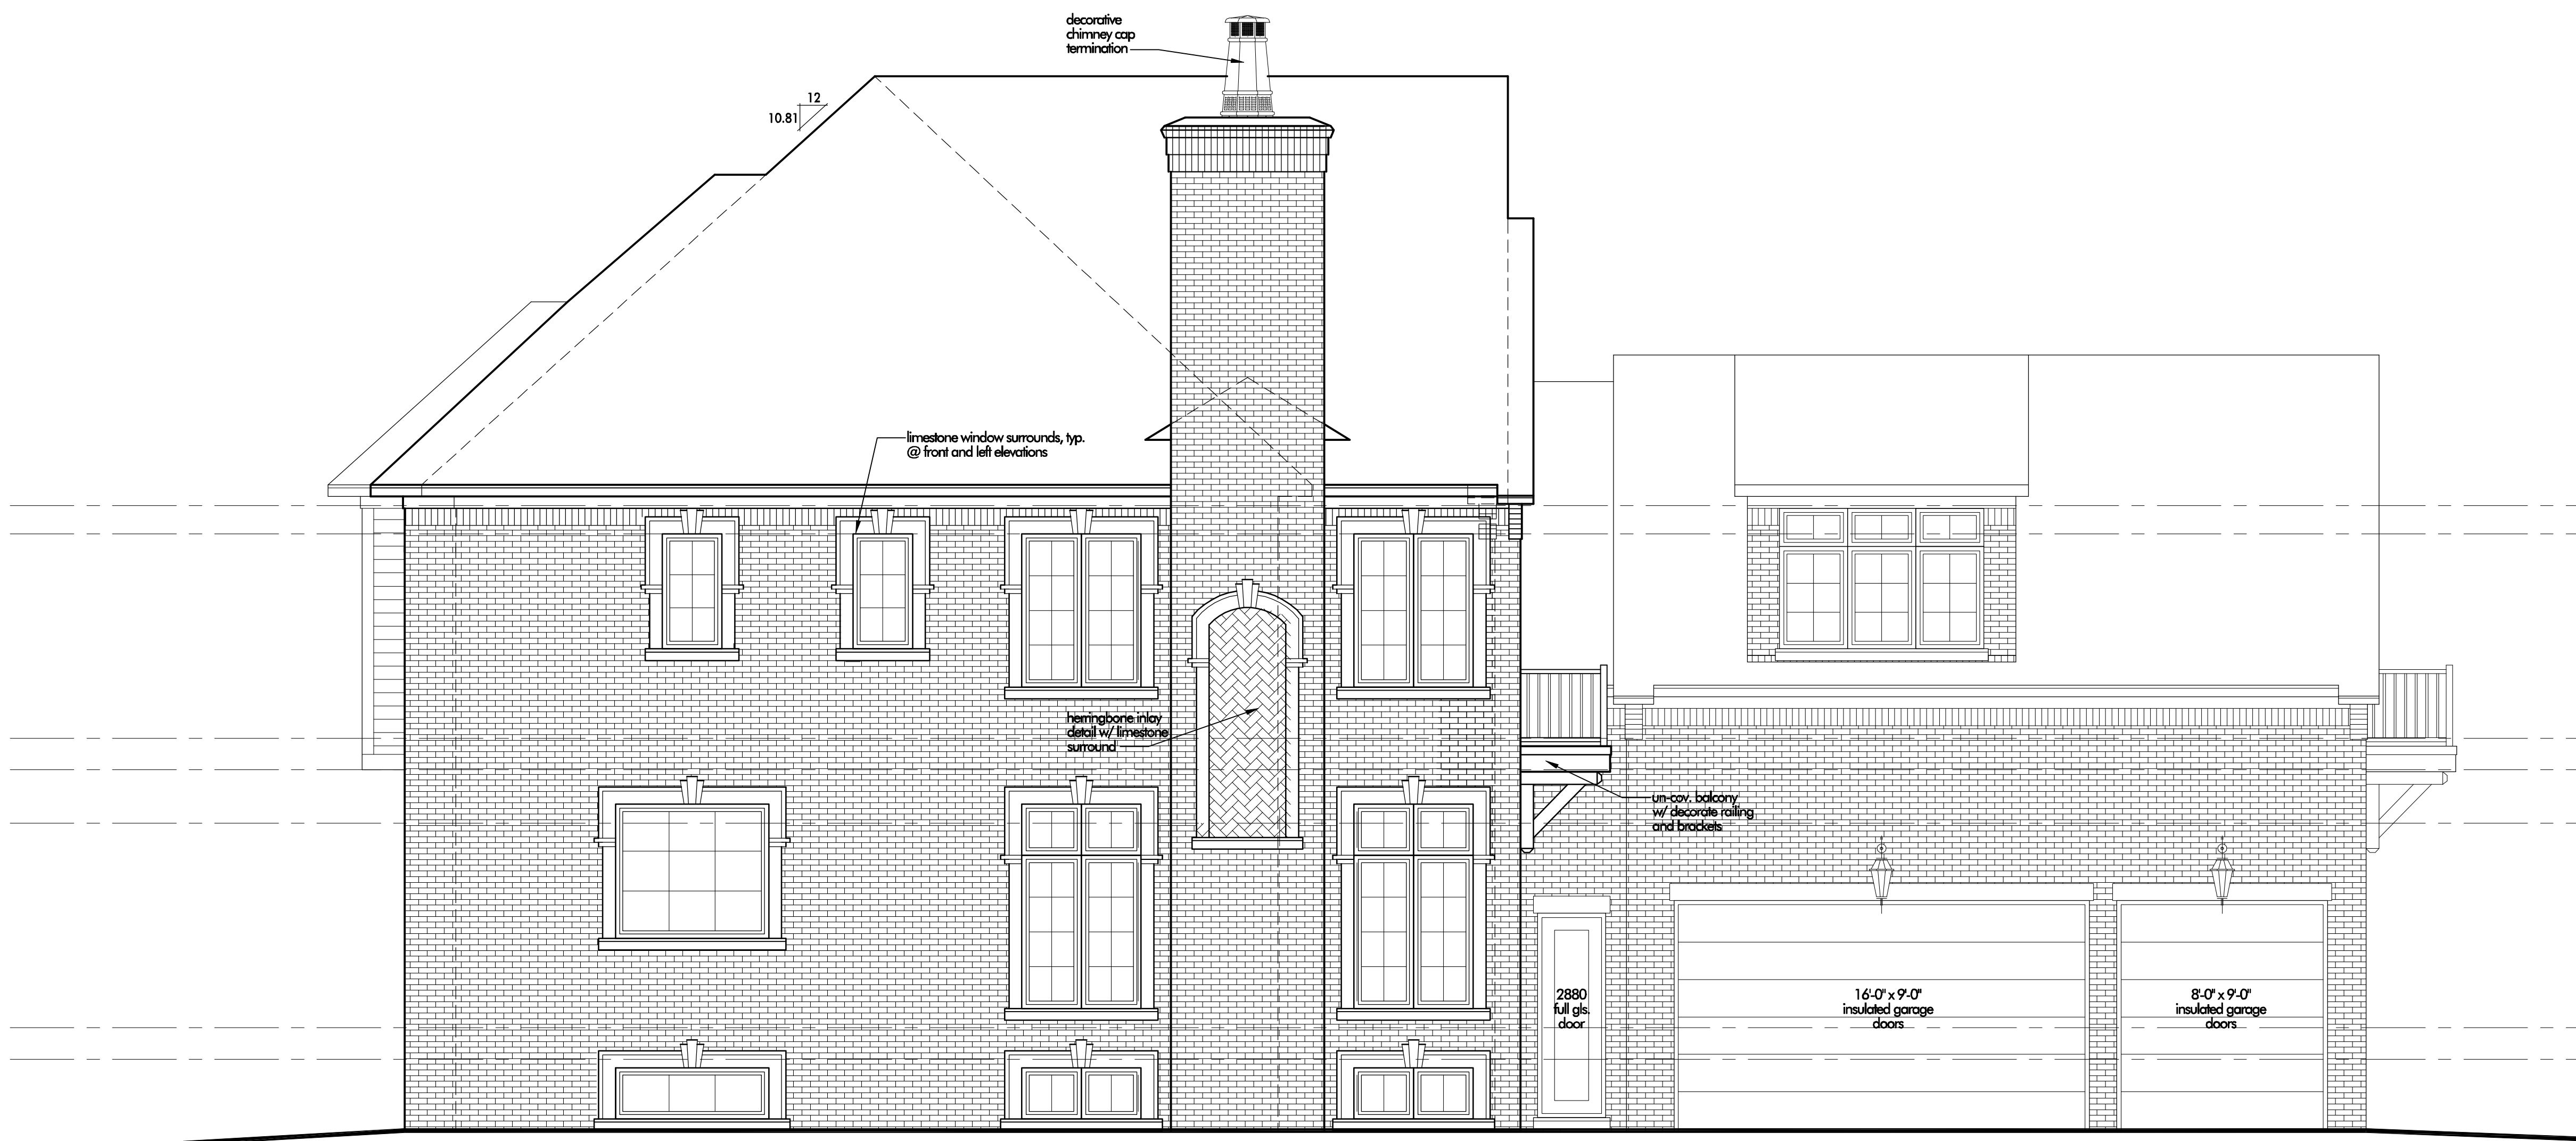 decorative
chimney cap
termination
12
10.81
limestone window surrounds, typ.
@ front and left elevations
herringbone inlay
detail w/ limestone
surround
un-cov. balcony
w/ decorate railing
and brackets
2880
full gls.
door
16'-0" x 9'-0"
insulated garage
doors
8'-0" x 9'-0"
insulated garage
doors